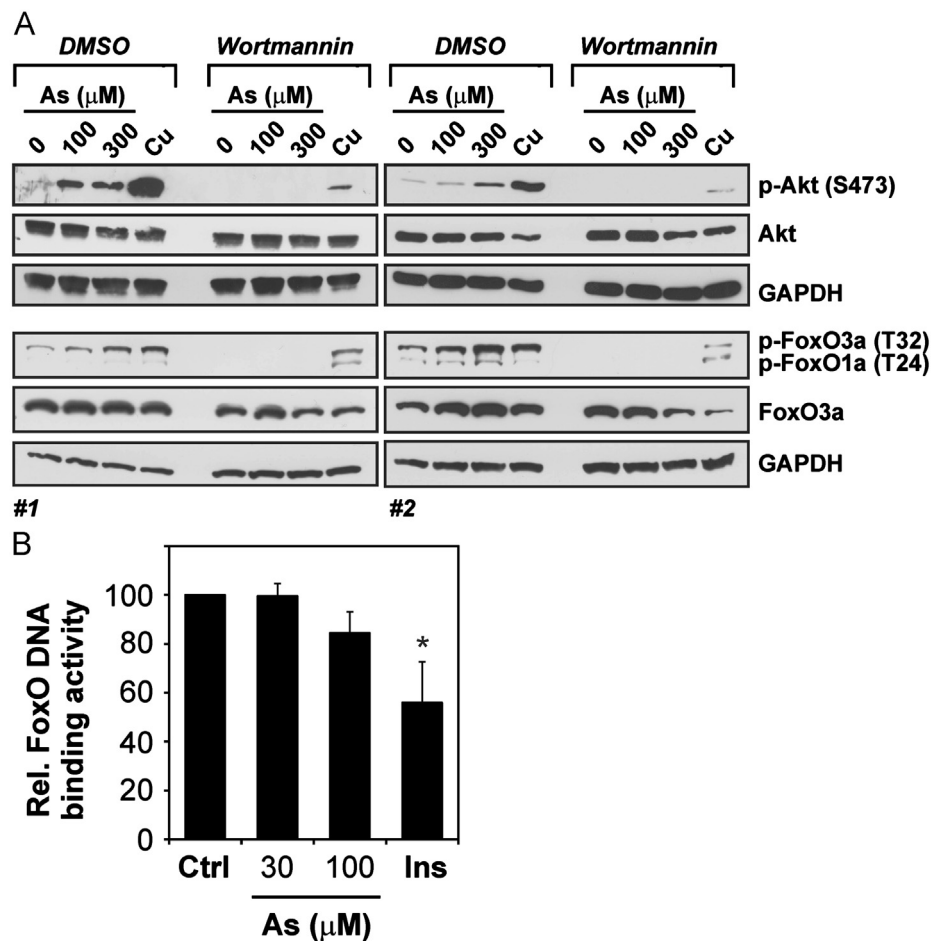 A
DMSO Wortmannin DMSO Wortmannin
As (μM) As (μM) As (μM) As (μM)
0 100 300 Cu 0 100 300 Cu 0 100 300 Cu 0 100 300 Cu
p-Akt (S473)
Akt
GAPDH
p-FoxO3a (T32)
p-FoxO1a (T24)
FoxO3a
GAPDH
#1 #2
B
Rel. FoxO DNA
binding activity
100
80
60
40
20
0
*
Ctrl 30 100 Ins
As (μM)